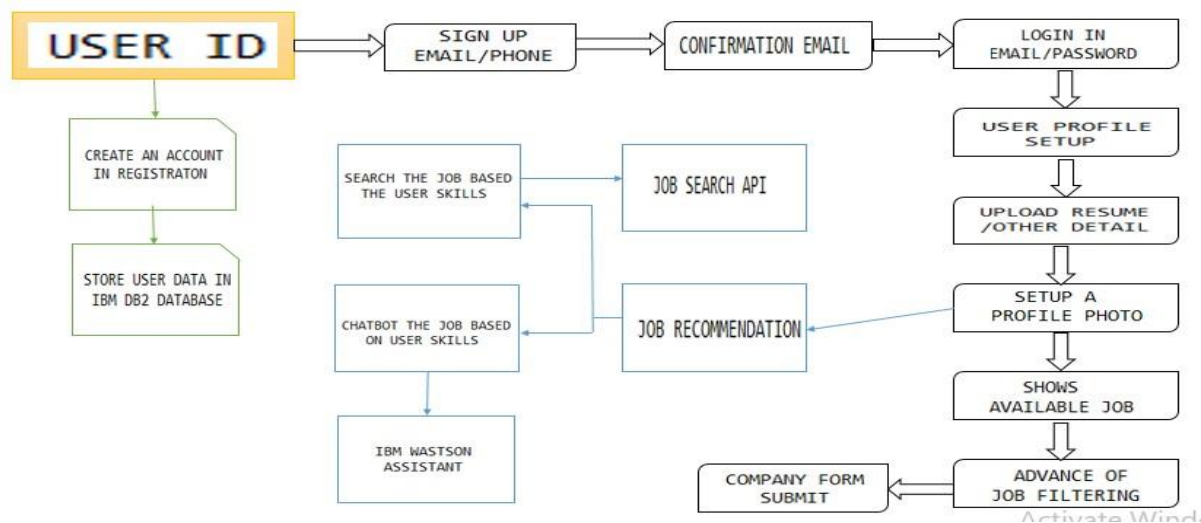 USER ID
SIGN UP
EMAIL/PHONE
CONFIRMATION EMAIL
LOGIN IN
EMAIL/PASSWORD
USER PROFILE
SETUP
CREATE AN ACCOUNT
IN REGISTRATON
SEARCH THE JOB BASED
THE USER SKILLS
JOB SEARCH API
UPLOAD RESUME
/OTHER DETAIL
STORE USER DATA IN
IBM DB2 DATABASE
CHATBOT THE JOB BASED
ON USER SKILLS
JOB RECOMMENDATION
SETUP A
PROFILE PHOTO
SHOWS
AVAILABLE JOB
IBM WASTSON
ASSISTANT
COMPANY FORM
SUBMIT
ADVANCE OF
JOB FILTERING
Activate Wind